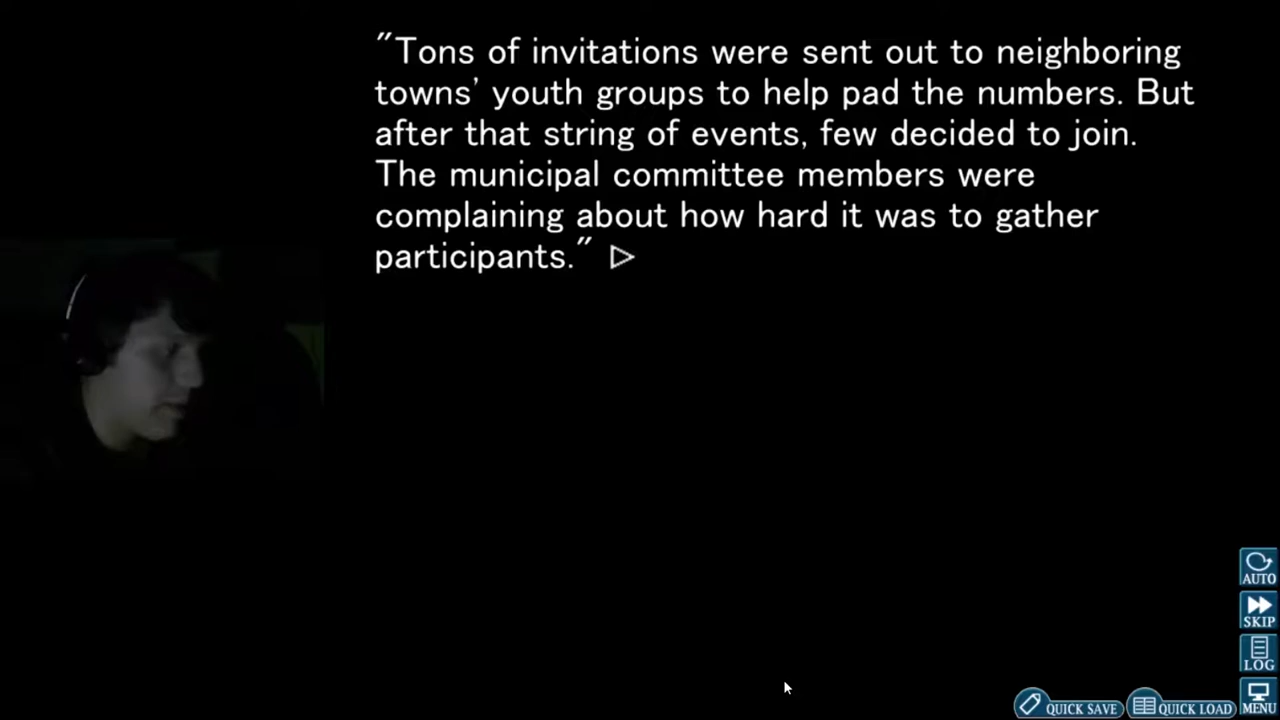 "Tons of invitations were sent out to neighboring
towns' youth groups to help pad the numbers. But
after that string of events, few decided to join.
The municipal committee members were
complaining about how hard it was to gather
participants."
AUTO
SKIP
LOG
MENU
QUICK SAVE
QUICK LOAD